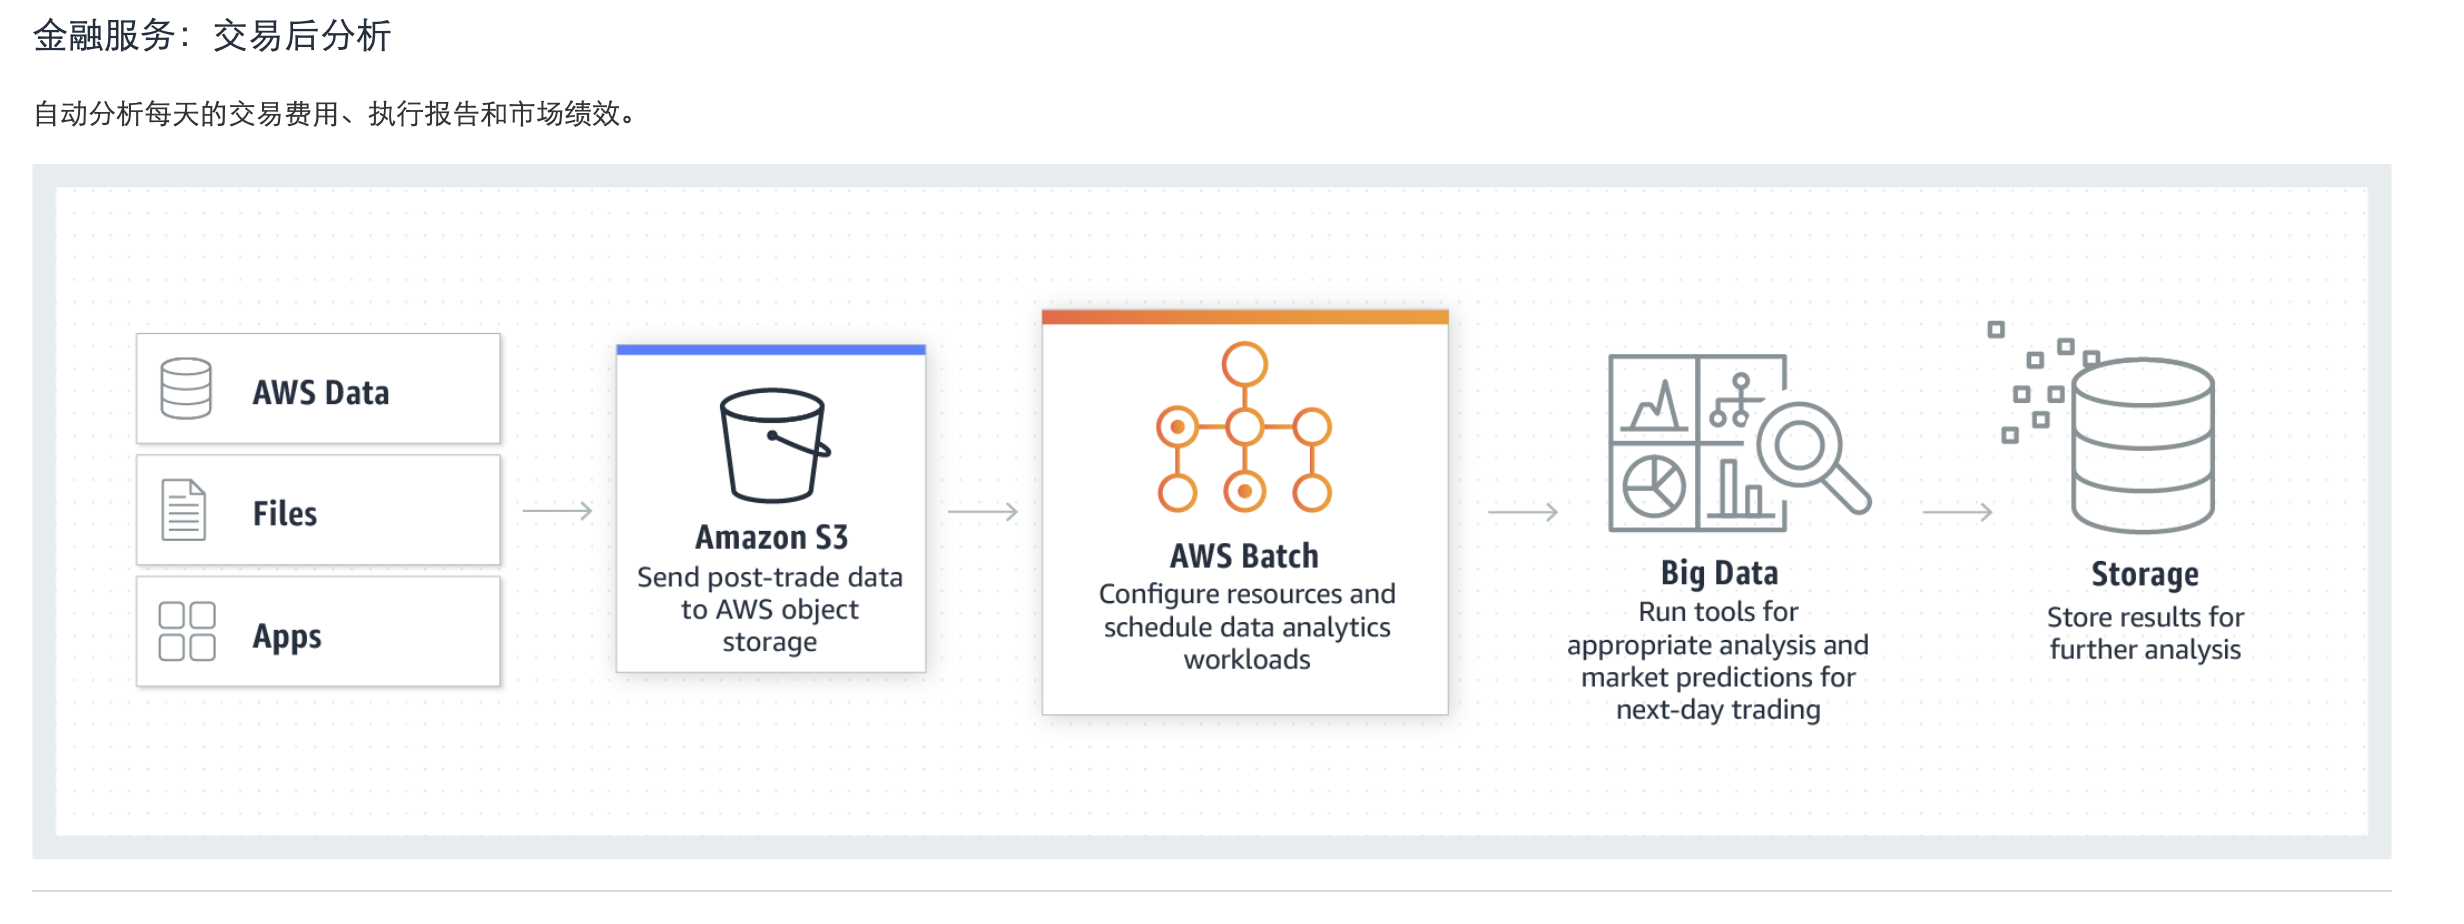 金融服务：交易后分析
自动分析每天的交易费用、执行报告和市场绩效。
AWS Data
Files
Apps
Amazon S3
Send post-trade data
to AWS object
storage
AWS Batch
Configure resources and
schedule data analytics
workloads
Big Data
Run tools for
appropriate analysis and
market predictions for
next-day trading
Storage
Store results for
further analysis